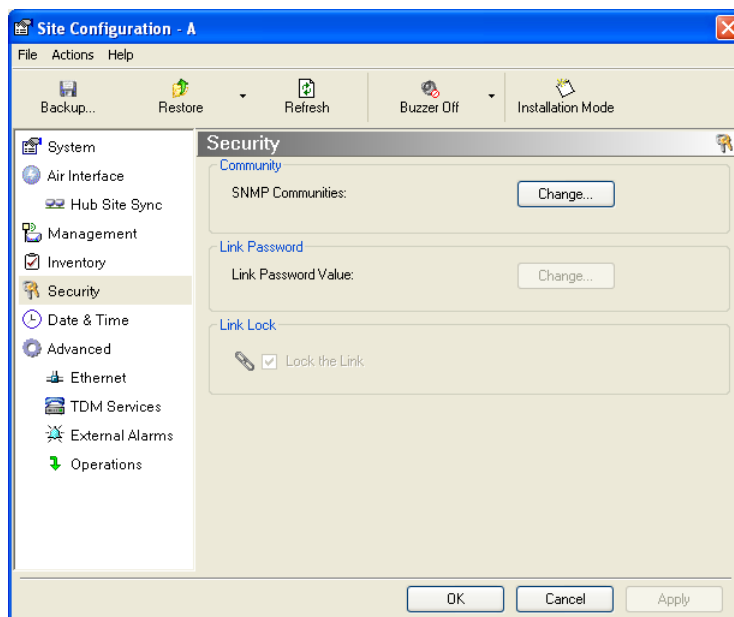 Site Configuration - A
File Actions Help
Backup... Restore Refresh Buzzer Off Installation Mode
System
Air Interface
Hub Site Sync
Management
Inventory
Security
Date & Time
Advanced
Ethernet
TDM Services
External Alarms
Operations
Security
Community
SNMP Communities: Change...
Link Password
Link Password Value: Change...
Link Lock
Lock the Link
OK Cancel Apply